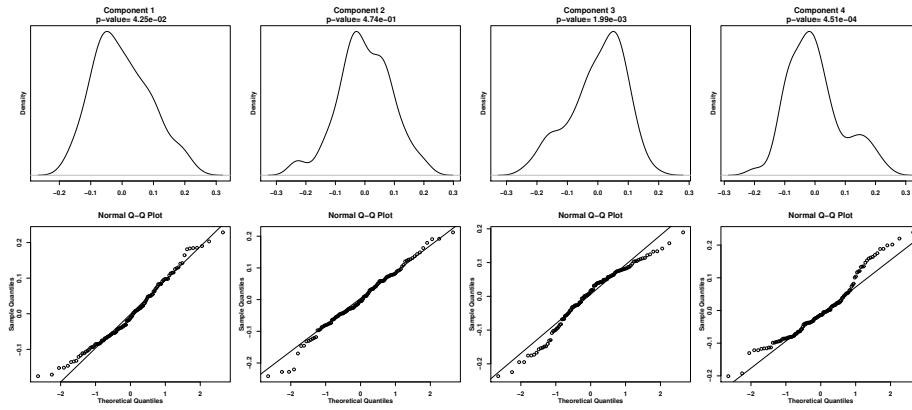 Component 1
p-value= 4.25e-02
Component 2
p-value= 4.74e-01
Component 3
p-value= 1.99e-03
Component 4
p-value= 4.51e-04
Density
Density
Density
Density
-0.2 -0.1 0.0 0.1 0.2 0.3
-0.3 -0.2 -0.1 0.0 0.1 0.2 0.3
-0.3 -0.2 -0.1 0.0 0.1 0.2 0.3
-0.3 -0.2 -0.1 0.0 0.1 0.2 0.3
Normal Q-Q Plot
Normal Q-Q Plot
Normal Q-Q Plot
Normal Q-Q Plot
Sample Quantiles
-0.1 0.0 0.1 0.2
Sample Quantiles
-0.2 -0.1 0.0 0.1 0.2
Sample Quantiles
-0.2 -0.1 0.0 0.1 0.2
Sample Quantiles
-0.2 -0.1 0.0 0.1 0.2
-2 -1 0 1 2
-2 -1 0 1 2
-2 -1 0 1 2
-2 -1 0 1 2
Theoretical Quantiles
Theoretical Quantiles
Theoretical Quantiles
Theoretical Quantiles